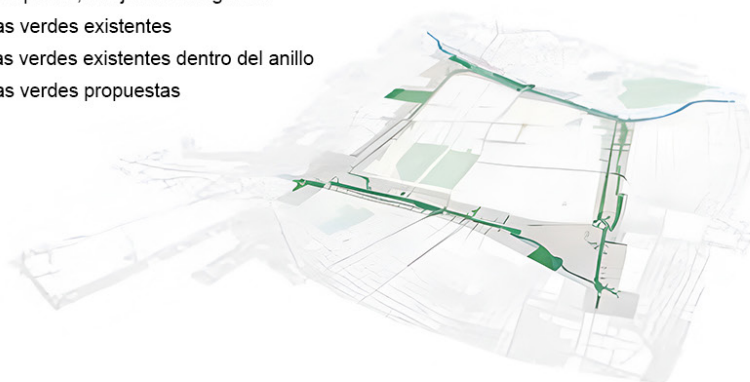 as verdes existentes
as verdes existentes dentro del anillo
as verdes propuestas